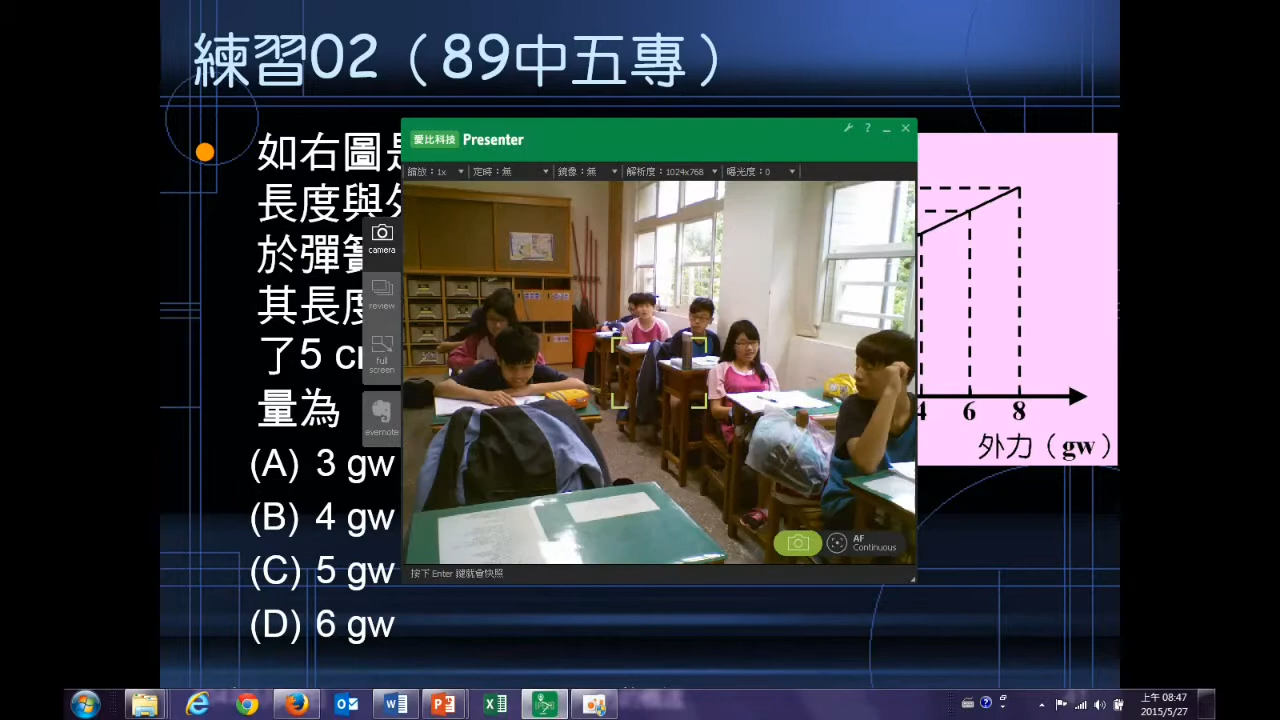 練習02（89中五專）
如右圖是
長度與外
於彈簧
其長度
了5 cm
量為
(A) 3 gw
(B) 4 gw
(C) 5 gw
(D) 6 gw
愛比科技 Presenter
縮放：1x 定時：無 鏡像：無 解析度：1024x768 曝光度：0
camera
review
full
screen
evernote
AF
Continuous
按下 Enter 鍵就會快照
4 6 8
外力（gw）
上午 08:47
2015/5/27